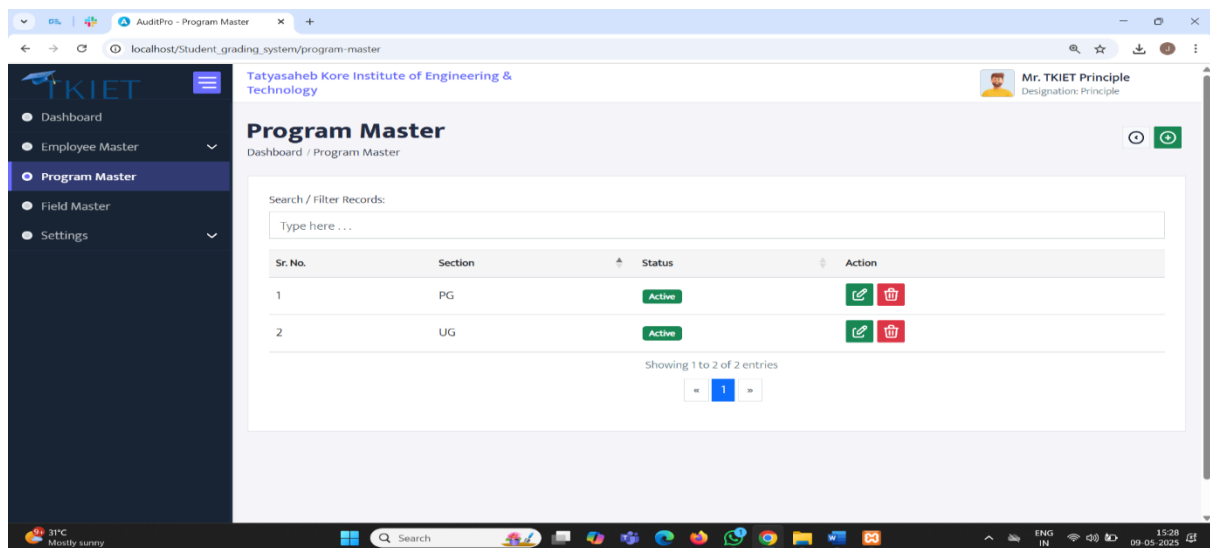 AuditPro - Program Master
localhost/Student_grading_system/program-master
TKIET
Tatyasaheb Kore Institute of Engineering &
Technology
Mr. TKIET Principle
Designation: Principle
Dashboard
Employee Master
Program Master
Field Master
Settings
Program Master
Dashboard / Program Master
Search / Filter Records:
Type here . . .
Sr. No. Section Status Action
1 PG Active
2 UG Active
Showing 1 to 2 of 2 entries
« 1 »
31°C
Mostly sunny
Search
ENG
IN
15:28
09-05-2025